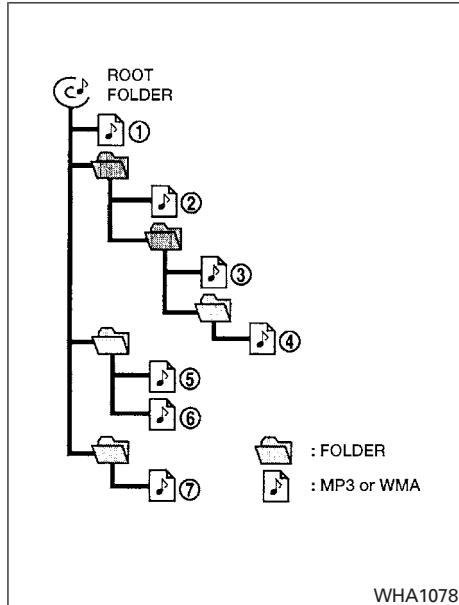 ROOT
FOLDER
①
②
③
④
⑤
⑥
⑦
: FOLDER
: MP3 or WMA
WHA1078